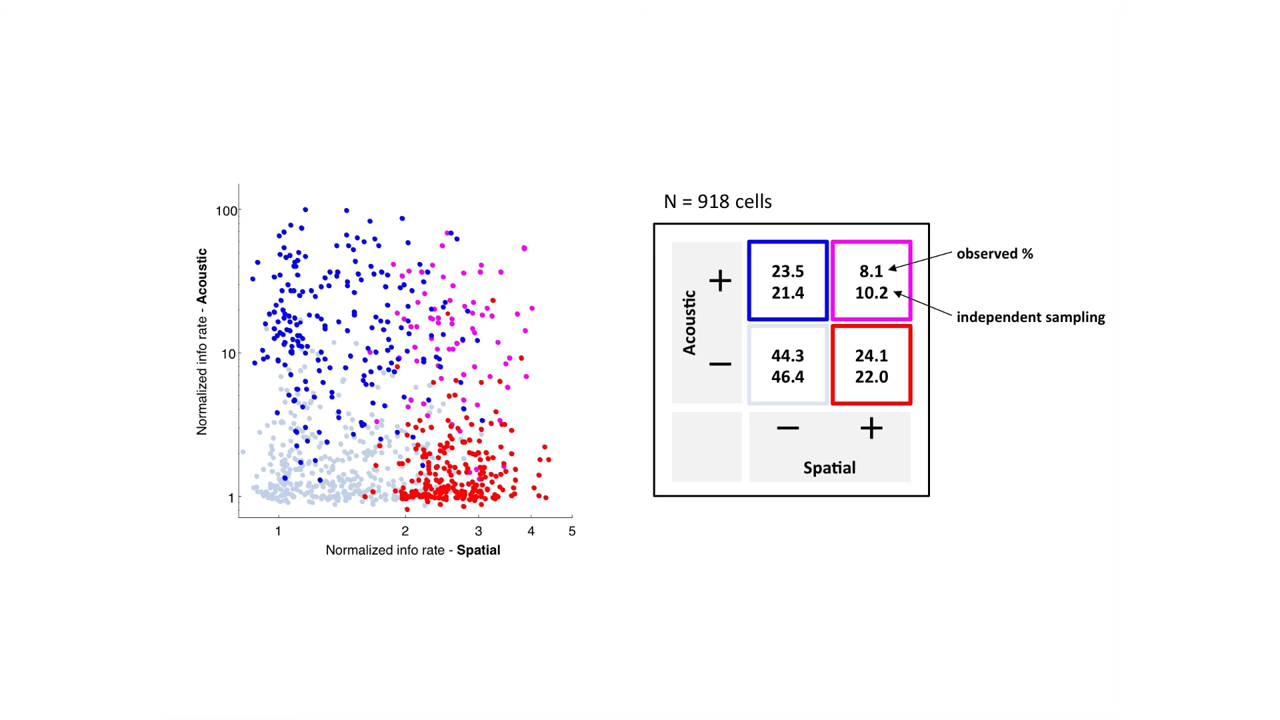 100
10
1
1 2 3 4 5
Normalized info rate - Acoustic
Normalized info rate - Spatial
N = 918 cells
Acoustic
+
−
23.5
21.4
8.1
10.2
44.3
46.4
24.1
22.0
− +
Spatial
observed %
independent sampling